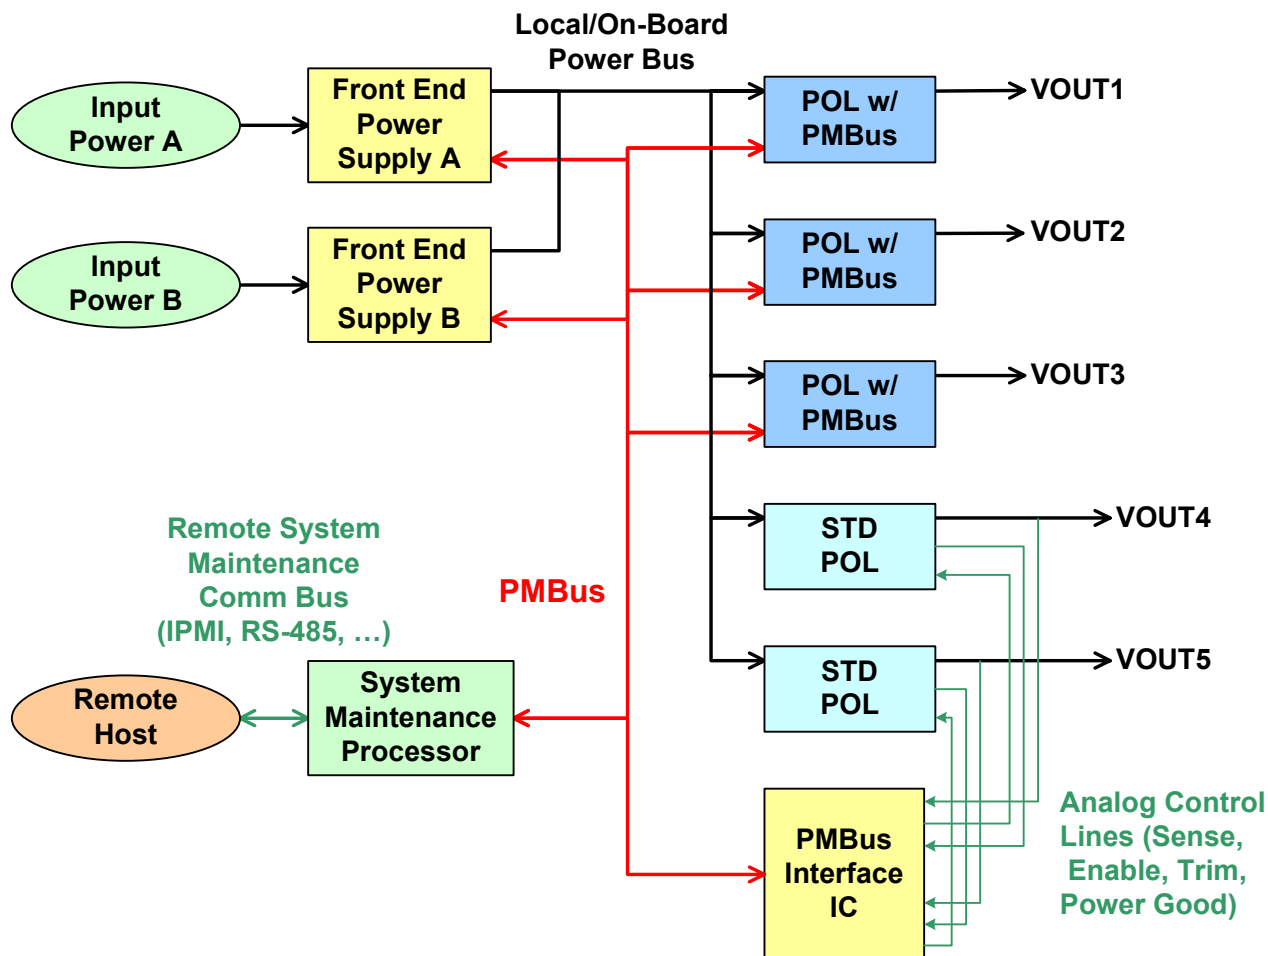 Local/On-Board
Power Bus
Input
Power A
Front End
Power
Supply A
POL w/
PMBus
VOUT1
Input
Power B
Front End
Power
Supply B
POL w/
PMBus
VOUT2
POL w/
PMBus
VOUT3
STD
POL
VOUT4
Remote System
Maintenance
Comm Bus
(IPMI, RS-485, …)
PMBus
STD
POL
VOUT5
Remote
Host
System
Maintenance
Processor
PMBus
Interface
IC
Analog Control
Lines (Sense,
Enable, Trim,
Power Good)